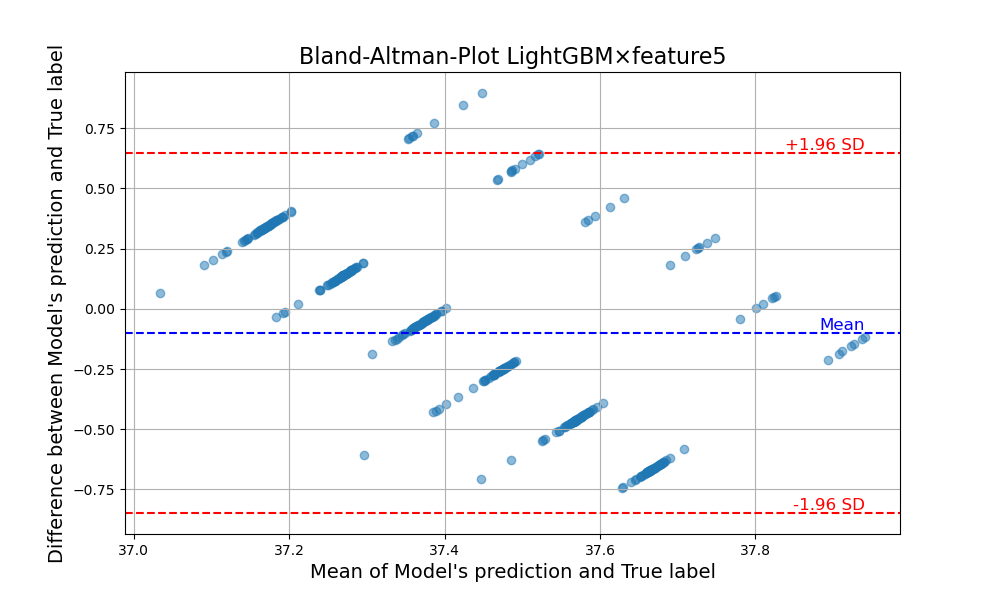 Bland-Altman-Plot LightGBM×feature5
Difference between Model's prediction and True label
0.75
0.50
0.25
0.00
−0.25
−0.50
−0.75
+1.96 SD
Mean
-1.96 SD
37.0
37.2
37.4
37.6
37.8
Mean of Model's prediction and True label